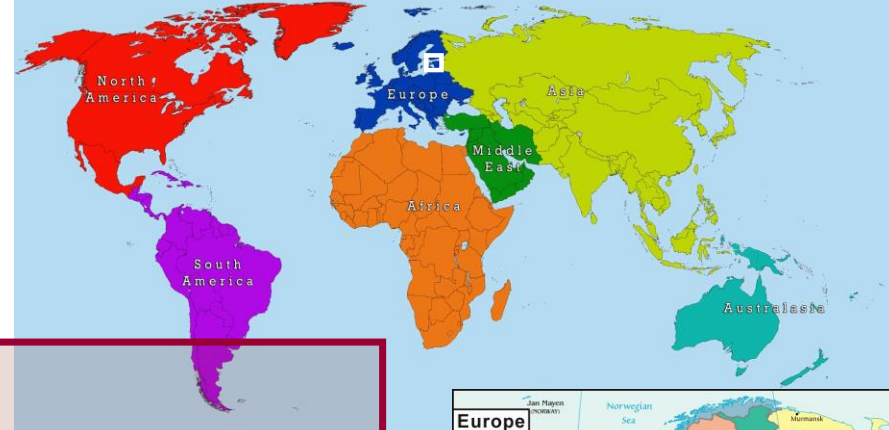 North
America
Europe
Asia
Middle
East
Africa
South
America
Australasia
Jan Mayen
(NORWAY)
Norwegian
Sea
Murmansk
Europe